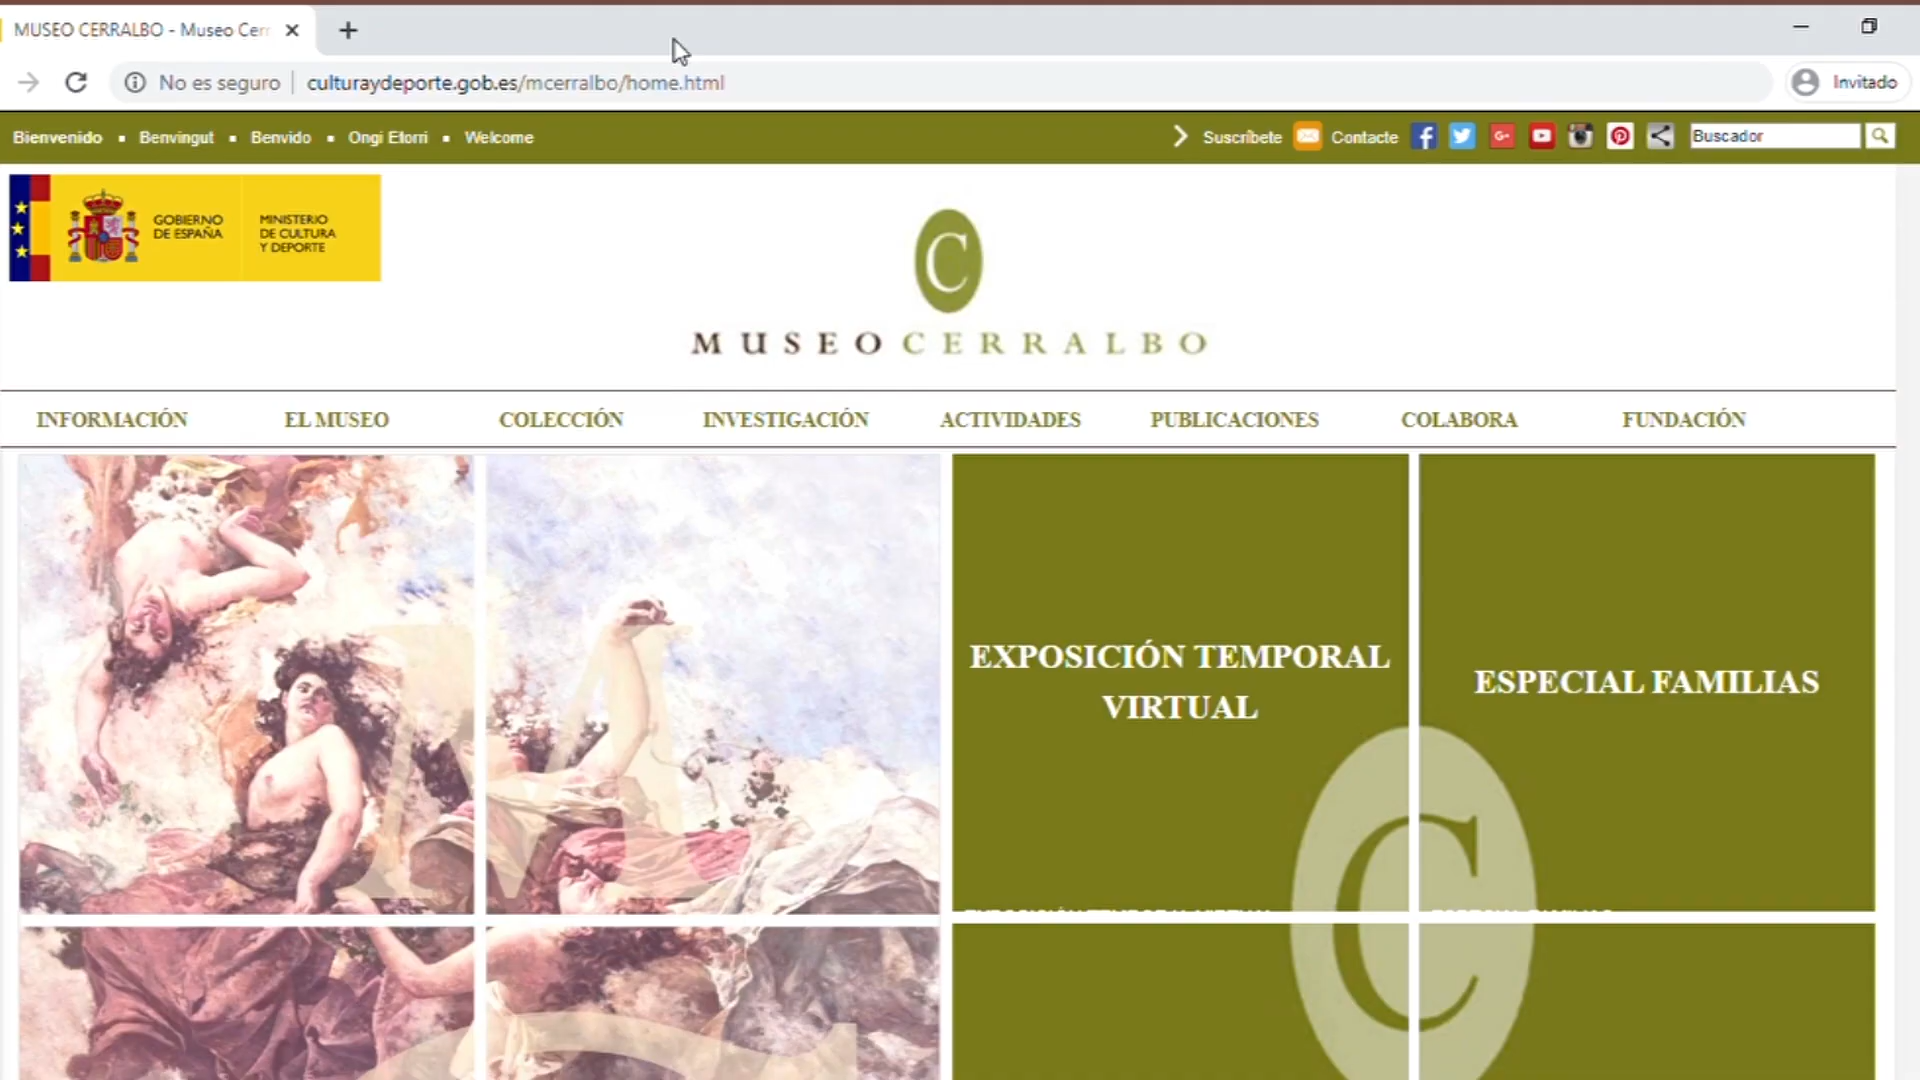 MUSEO CERRALBO - Museo Cerr
No es seguro
culturaydeporte.gob.es/mcerralbo/home.html
Invitado
Bienvenido ▪ Benvingut ▪ Benvido ▪ Ongi Etorri ▪ Welcome
Suscríbete
Contacte
Buscador
GOBIERNO
DE ESPAÑA
MINISTERIO
DE CULTURA
Y DEPORTE
C
MUSEO CERRALBO
INFORMACIÓN
EL MUSEO
COLECCIÓN
INVESTIGACIÓN
ACTIVIDADES
PUBLICACIONES
COLABORA
FUNDACIÓN
EXPOSICIÓN TEMPORAL
VIRTUAL
ESPECIAL FAMILIAS
C